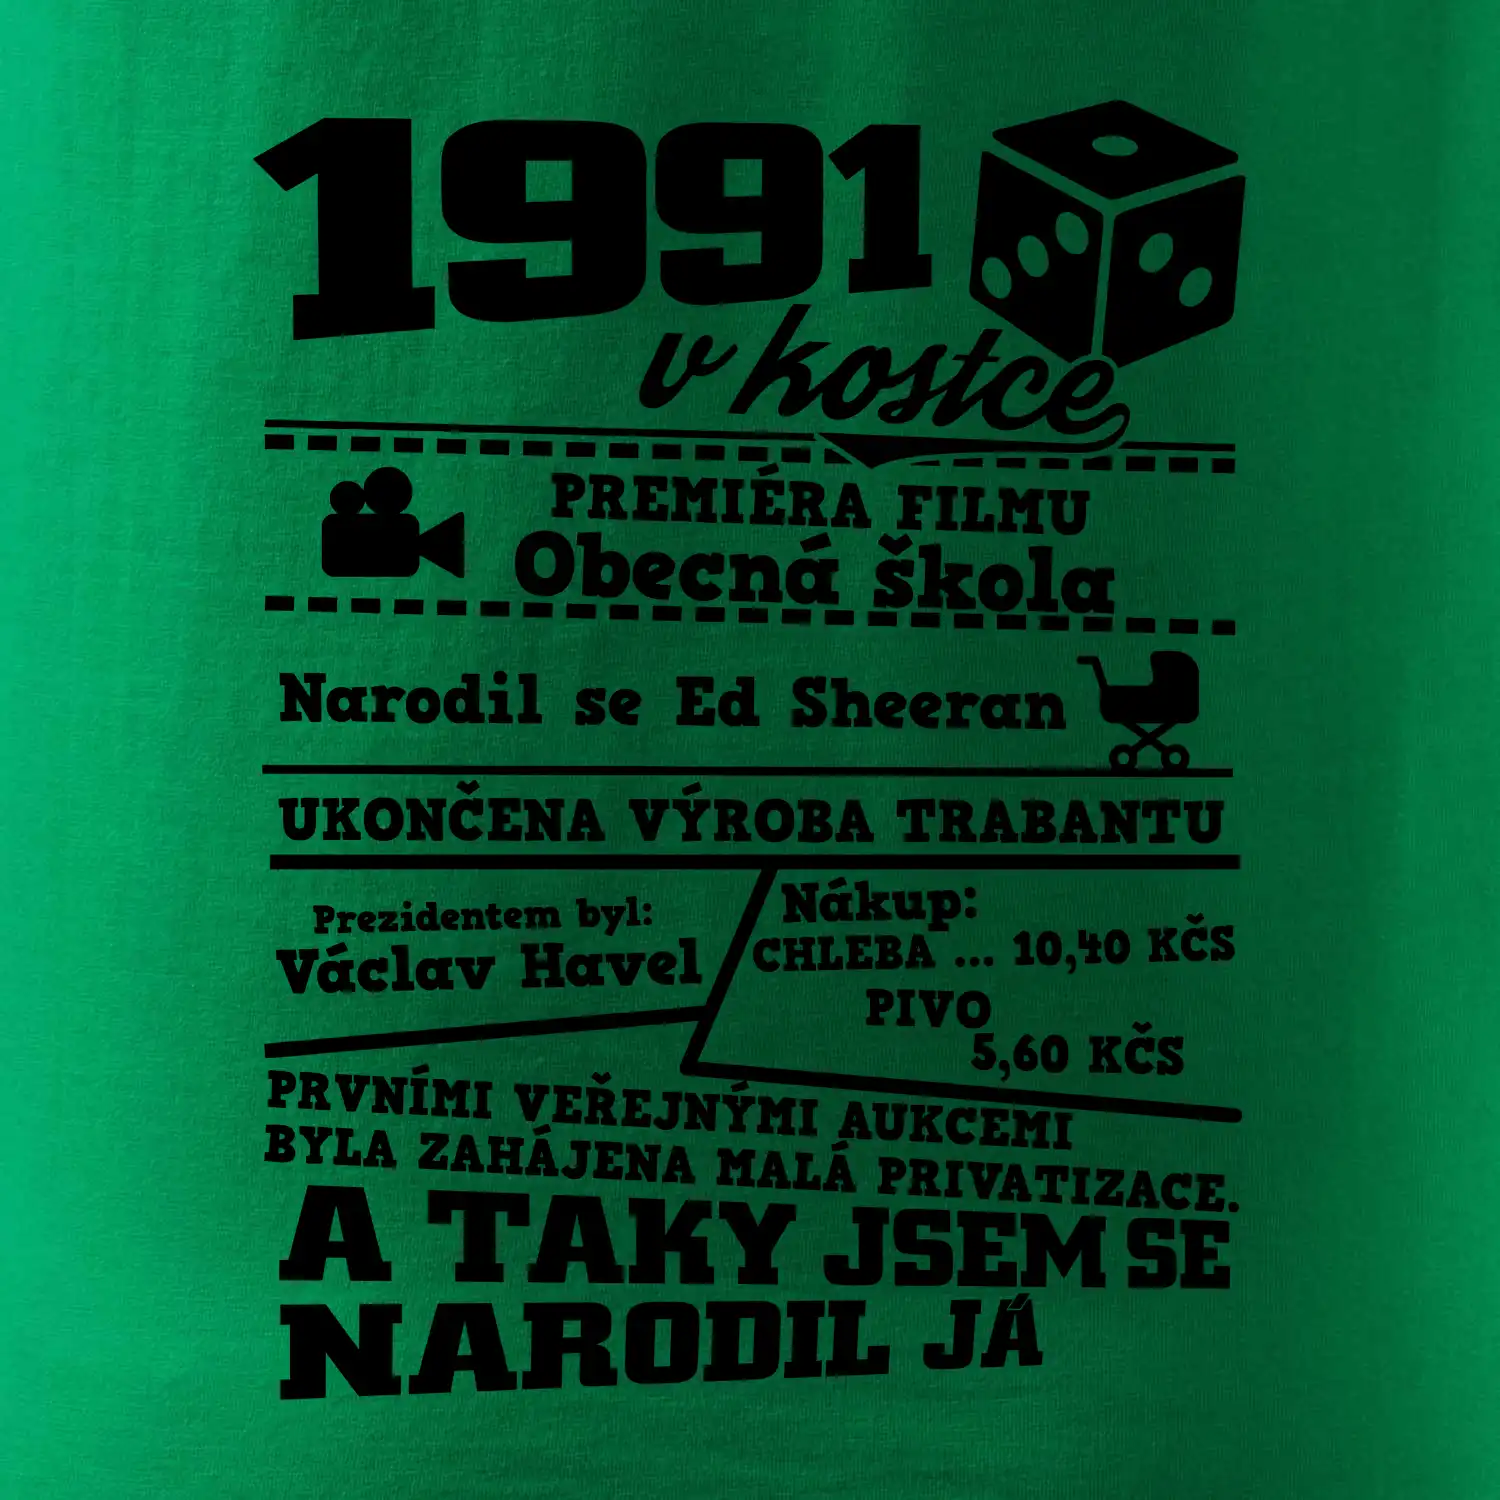 1991
v kostce
PREMIÉRA FILMU
Obecná škola
Narodil se Ed Sheeran
UKONČENA VÝROBA TRABANTU
Prezidentem byl:
Václav Havel
Nákup:
CHLEBA ... 10,40 KČS
PIVO
5,60 KČS
PRVNÍMI VEŘEJNÝMI AUKCEMI
BYLA ZAHÁJENA MALÁ PRIVATIZACE.
A TAKY JSEM SE
NARODIL JÁ